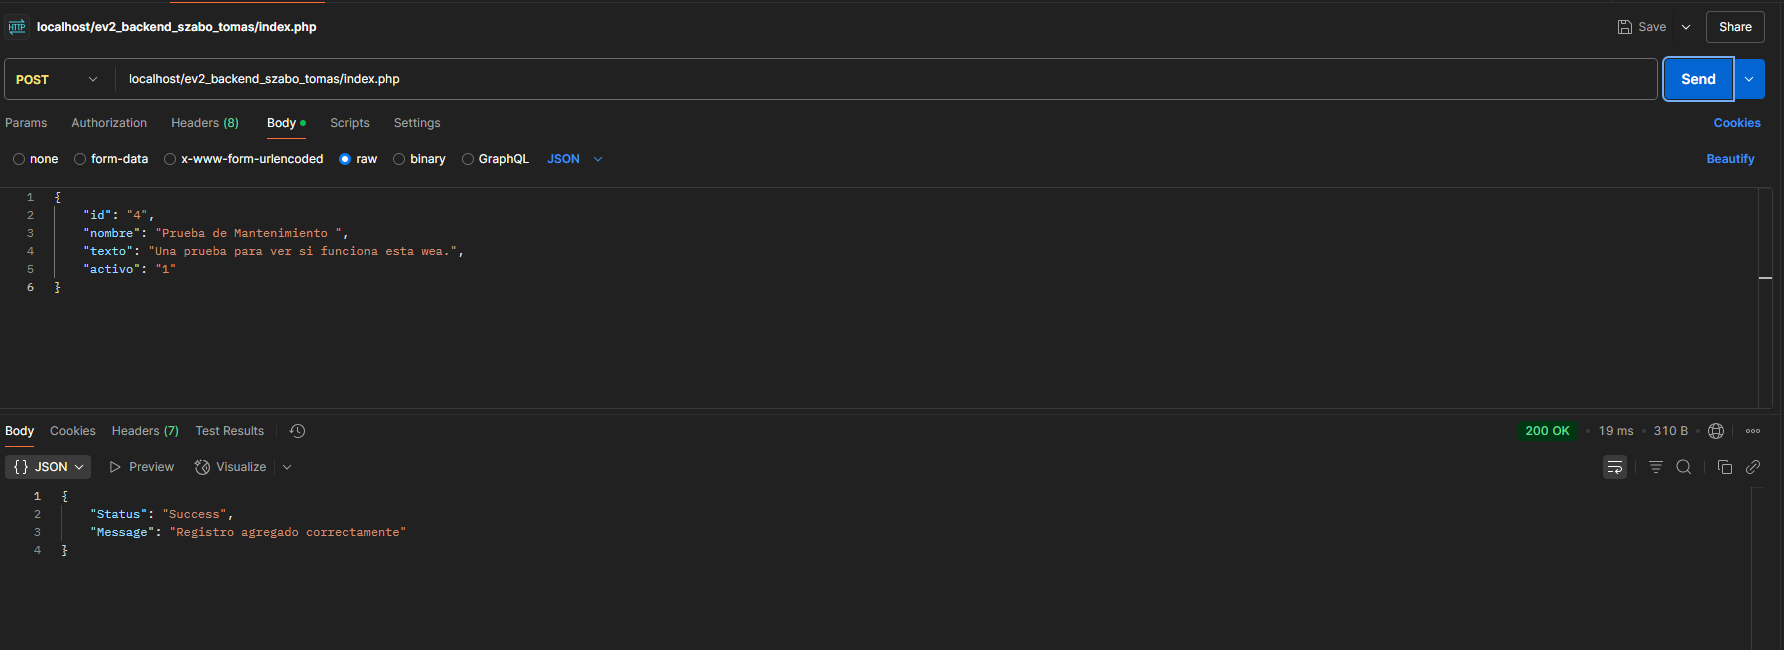 HTTP localhost/ev2_backend_szabo_tomas/index.php Save Share
POST localhost/ev2_backend_szabo_tomas/index.php Send
Params Authorization Headers (8) Body Scripts Settings Cookies
none form-data x-www-form-urlencoded raw binary GraphQL JSON Beautify
1 {
2 "id": "4",
3 "nombre": "Prueba de Mantenimiento ",
4 "texto": "Una prueba para ver si funciona esta wea.",
5 "activo": "1"
6 }
Body Cookies Headers (7) Test Results 200 OK • 19 ms • 310 B •
{} JSON Preview Visualize
1 {
2 "Status": "Success",
3 "Message": "Registro agregado correctamente"
4 }